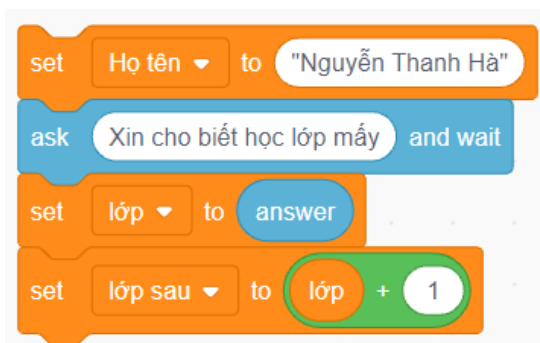 set Họ tên to "Nguyễn Thanh Hà"
ask Xin cho biết học lớp mấy and wait
set lớp to answer
set lớp sau to lớp + 1